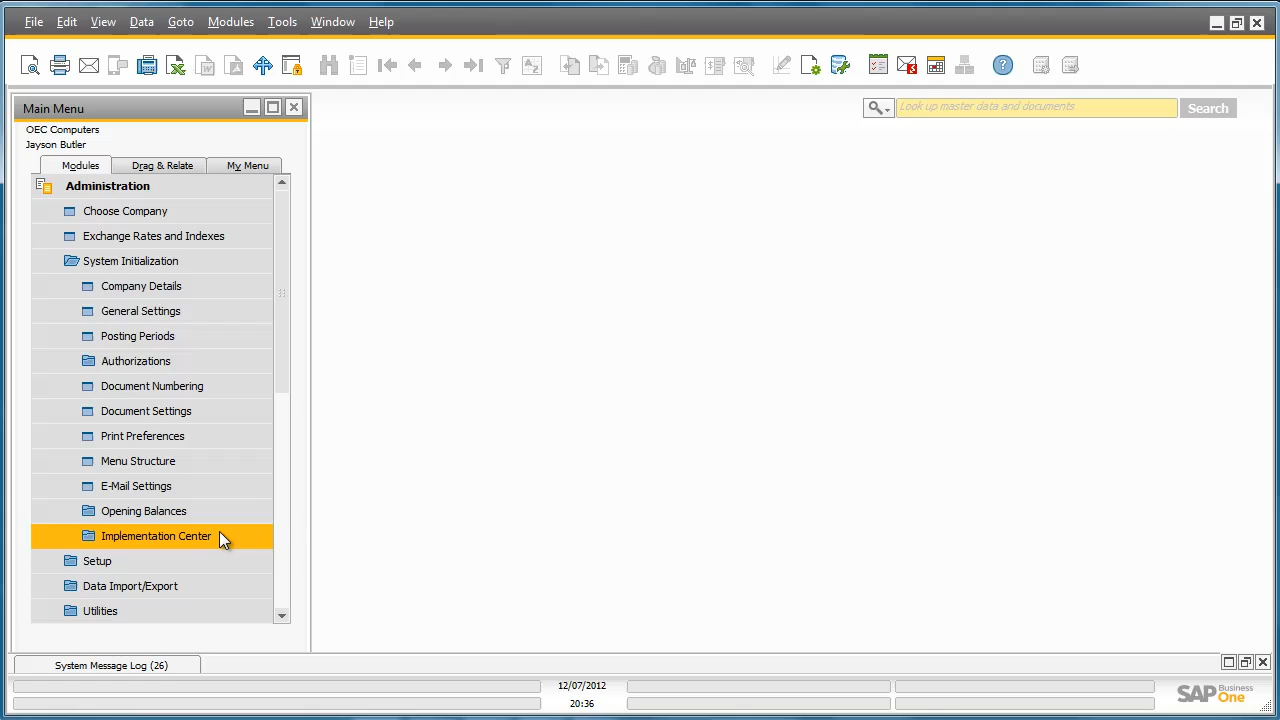 File Edit View Data Goto Modules Tools Window Help
Main Menu
Look up master data and documents
Search
OEC Computers
Jayson Butler
Modules Drag & Relate My Menu
Administration
Choose Company
Exchange Rates and Indexes
System Initialization
Company Details
General Settings
Posting Periods
Authorizations
Document Numbering
Document Settings
Print Preferences
Menu Structure
E-Mail Settings
Opening Balances
Implementation Center
Setup
Data Import/Export
Utilities
System Message Log (26)
12/07/2012
20:36
SAP Business One